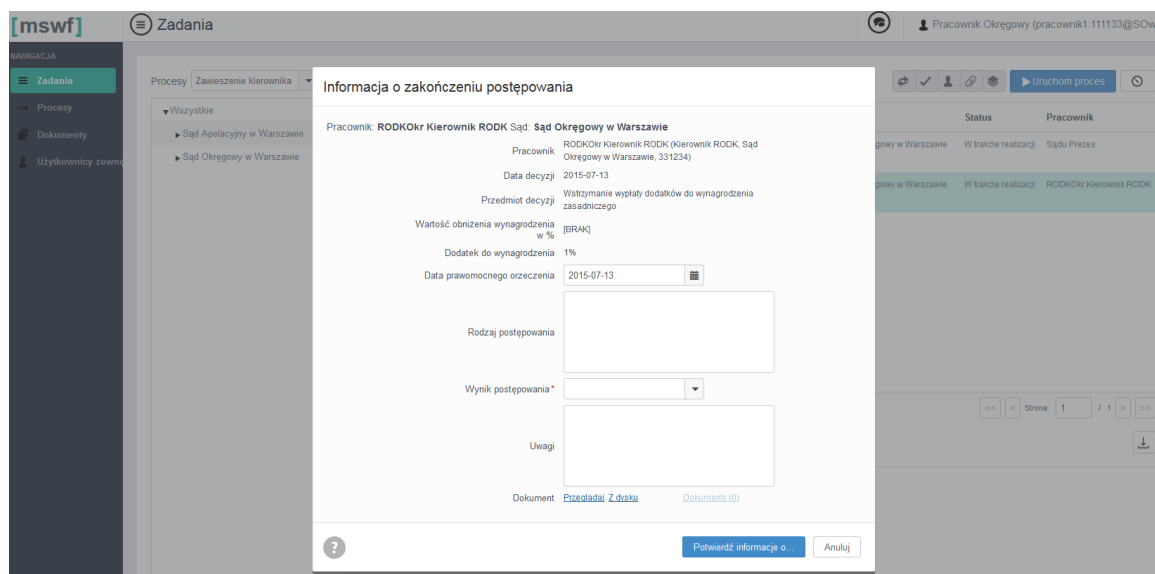 [mswf]
Zadania
Pracownik Okręgowy (pracownik1:111133@SOw
NAWIGACJA
Zadania
Procesy
Dokumenty
Użytkownicy zewnę
Procesy Zawieszenie kierownika
Uruchom proces
Wszystkie
Sąd Apelacyjny w Warszawie
Sąd Okręgowy w Warszawie
Status Pracownik
gowy w Warszawie W trakcie realizacji Sądu Prezes
gowy w Warszawie W trakcie realizacji RODKOkr Kierownik RODK
<< < Strona: 1 / 1 > >>
Informacja o zakończeniu postępowania
Pracownik: RODKOkr Kierownik RODK Sąd: Sąd Okręgowy w Warszawie
Pracownik RODKOkr Kierownik RODK (Kierownik RODK, Sąd
Okręgowy w Warszawie, 331234)
Data decyzji 2015-07-13
Przedmiot decyzji Wstrzymanie wypłaty dodatków do wynagrodzenia
zasadniczego
Wartość obniżenia wynagrodzenia
w % [BRAK]
Dodatek do wynagrodzenia 1%
Data prawomocnego orzeczenia 2015-07-13
Rodzaj postępowania
Wynik postępowania*
Uwagi
Dokument Przeglądaj Z dysku Dokumenty (0)
?
Potwierdź informacje o... Anuluj